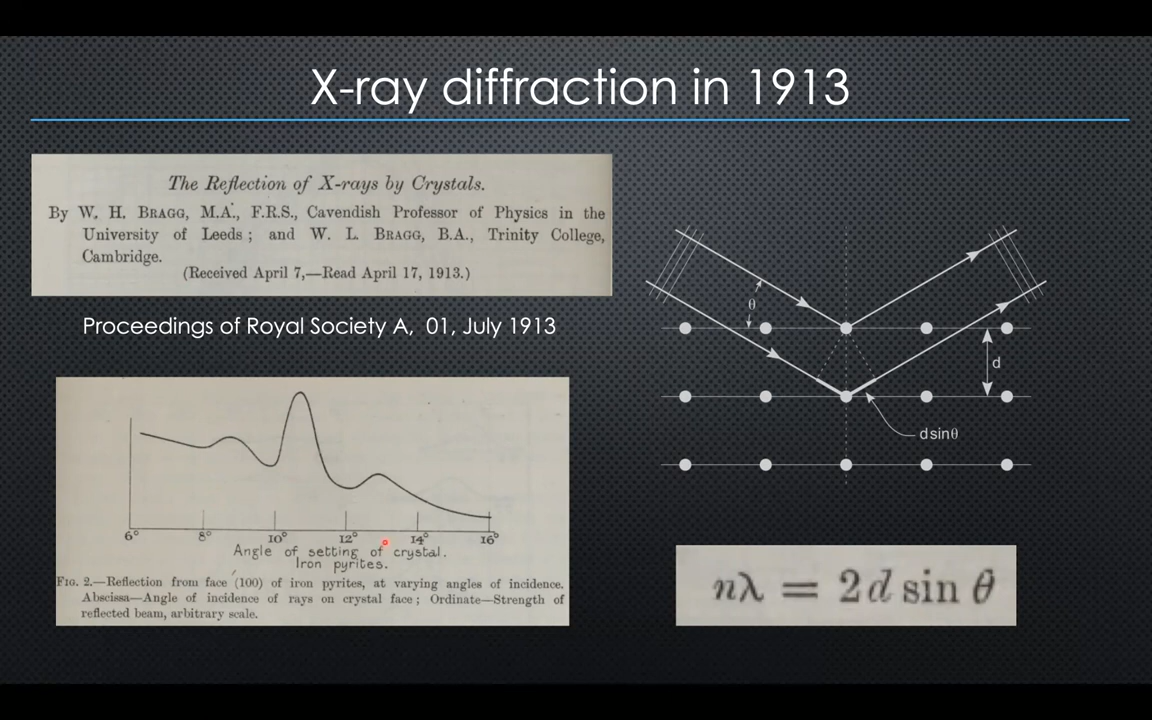 X-ray diffraction in 1913
The Reflection of X-rays by Crystals.
By W. H. BRAGG, M.A., F.R.S., Cavendish Professor of Physics in the
University of Leeds ; and W. L. BRAGG, B.A., Trinity College,
Cambridge.
(Received April 7,—Read April 17, 1913.)
Proceedings of Royal Society A, 01, July 1913
6° 8° 10° 12° 14° 16°
Angle of setting of crystal.
Iron pyrites.
FIG. 2.—Reflection from face (100) of iron pyrites, at varying angles of incidence.
Abscissa—Angle of incidence of rays on crystal face ; Ordinate—Strength of
reflected beam, arbitrary scale.
θ
d
dsinθ
nλ = 2d sin θ